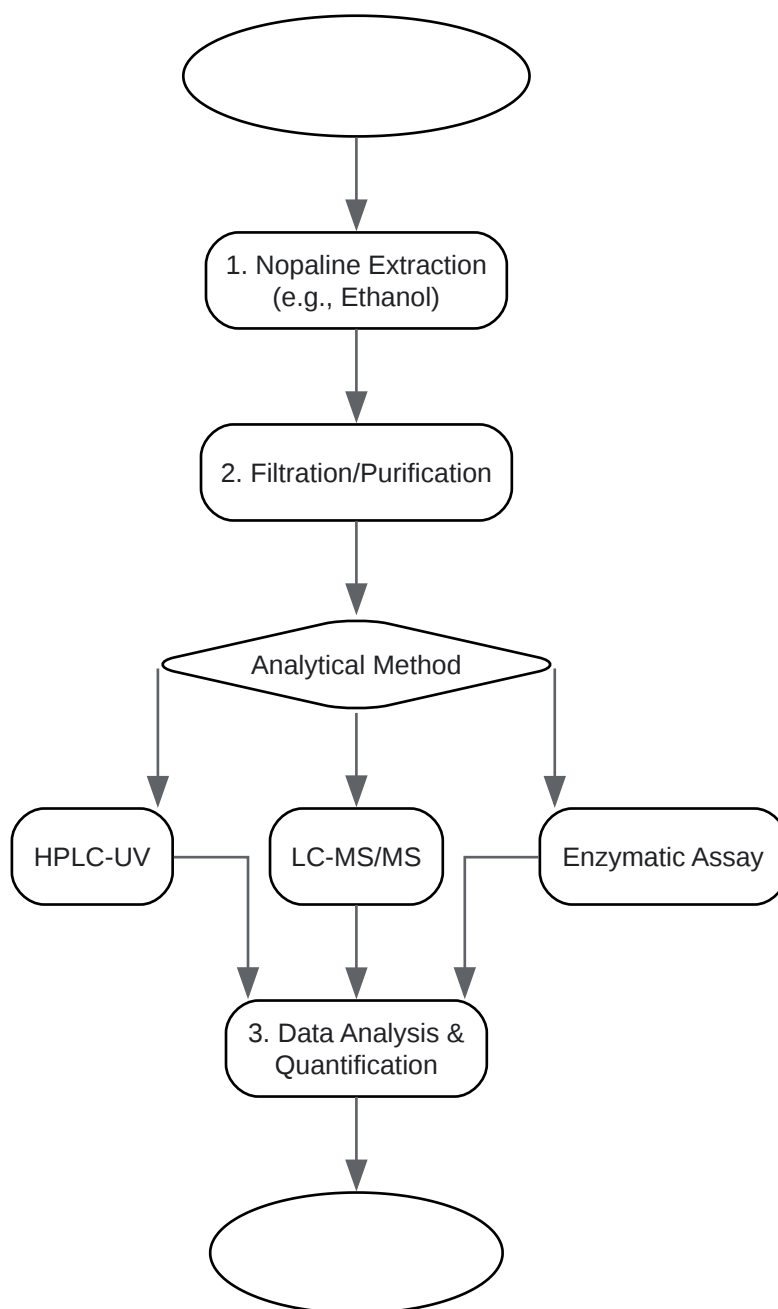 1. Nopaline Extraction
(e.g., Ethanol)
2. Filtration/Purification
Analytical Method
HPLC-UV
LC-MS/MS
Enzymatic Assay
3. Data Analysis &
Quantification